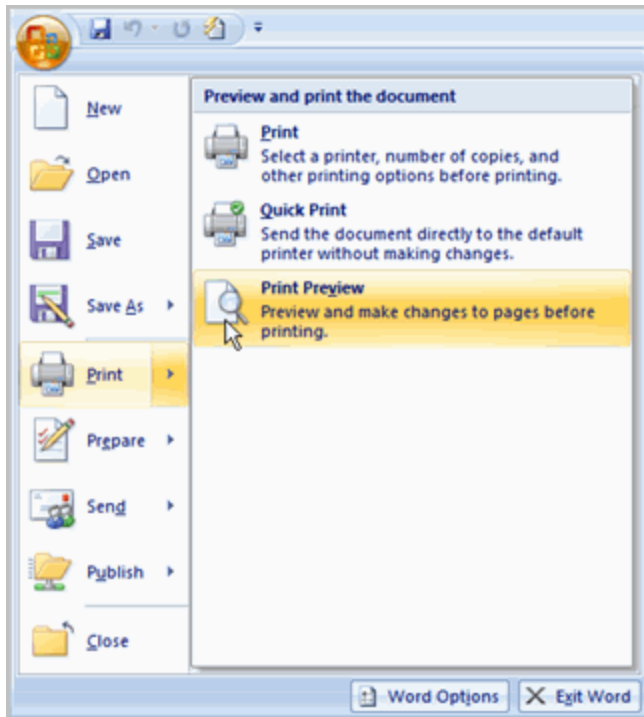 New
Open
Save
Save As
Print
Prepare
Send
Publish
Close
Preview and print the document
Print
Select a printer, number of copies, and
other printing options before printing.
Quick Print
Send the document directly to the default
printer without making changes.
Print Preview
Preview and make changes to pages before
printing.
Word Options
Exit Word